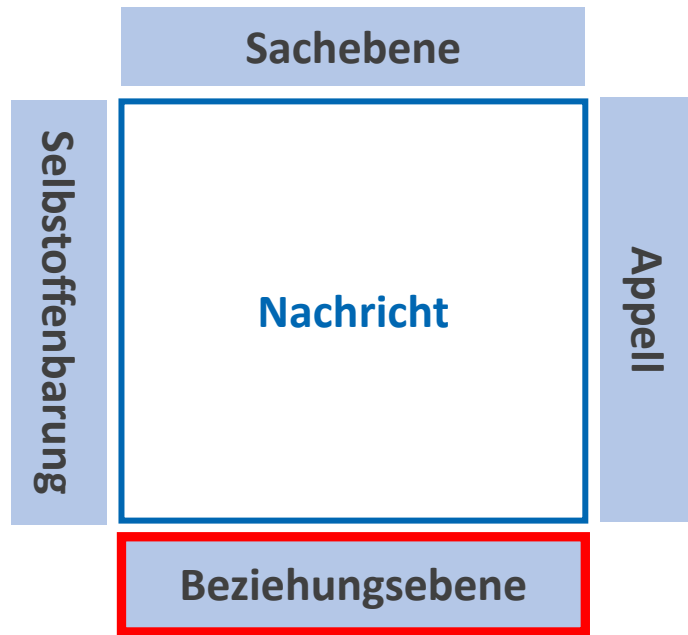 Sachebene
Selbstoffenbarung
Nachricht
Appell
Beziehungsebene